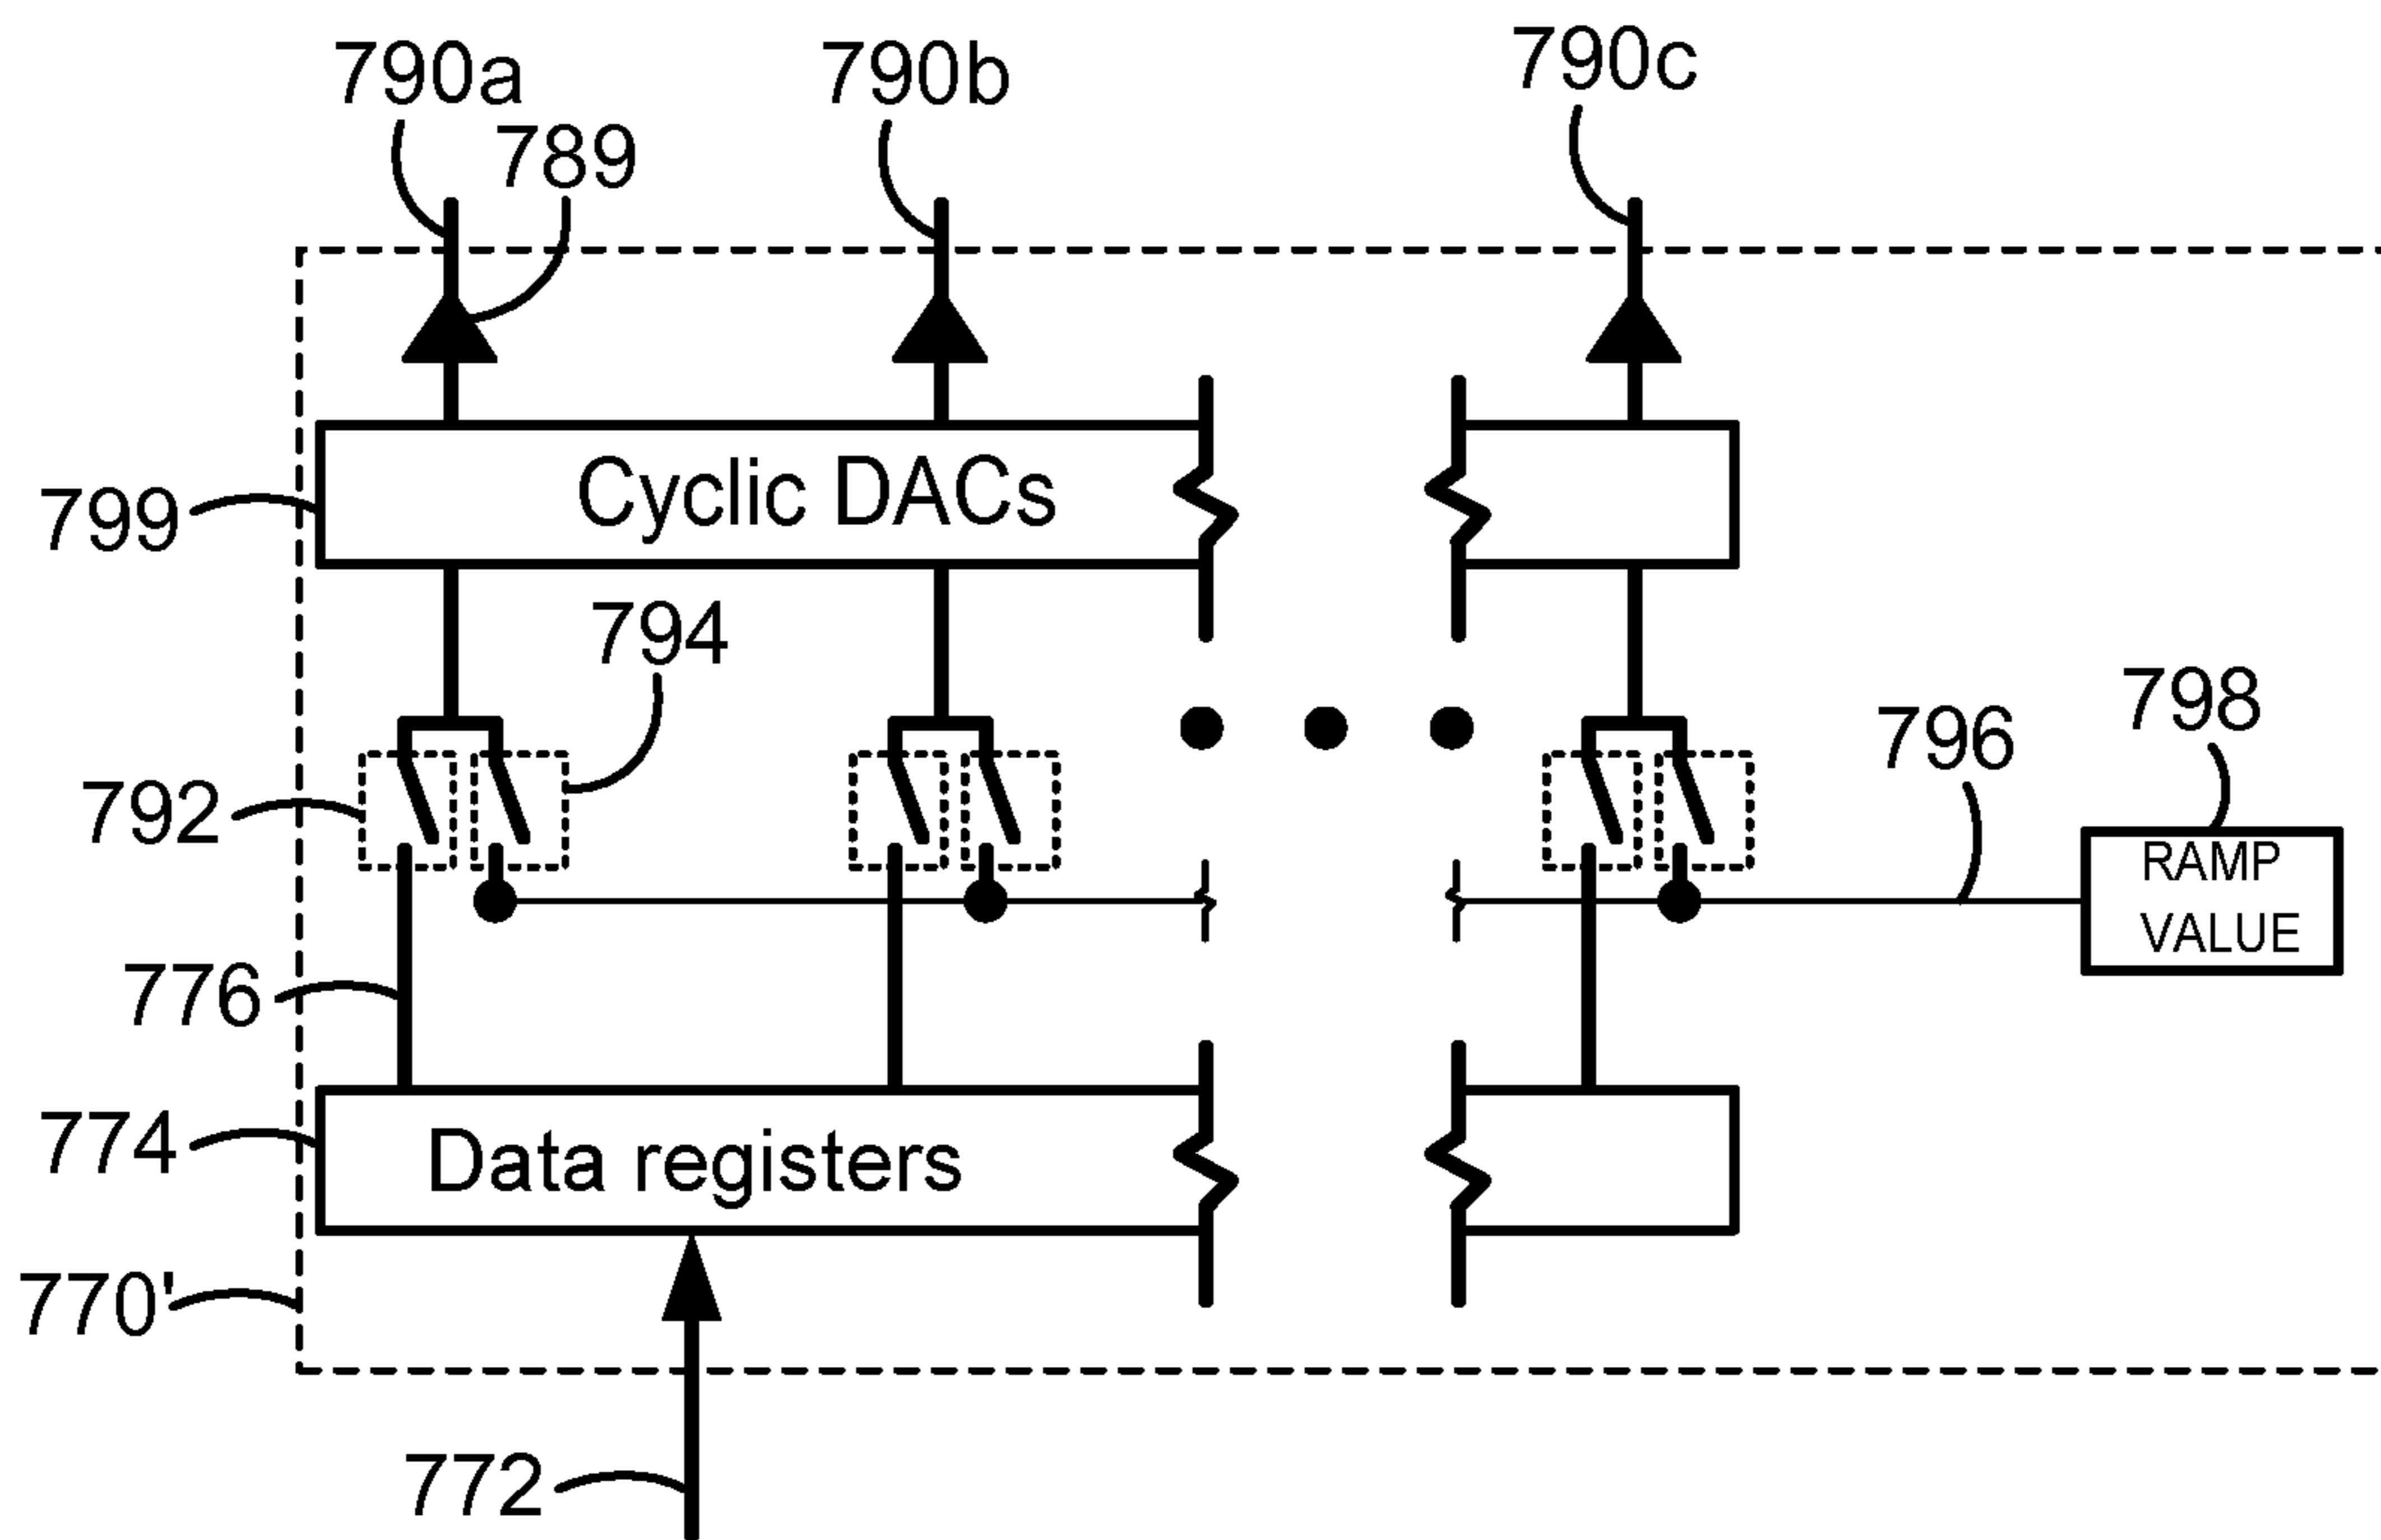 790a
790b
790c
789
Cyclic DACs
799
794
798
796
792
RAMP
VALUE
776
774
Data registers
770'
772